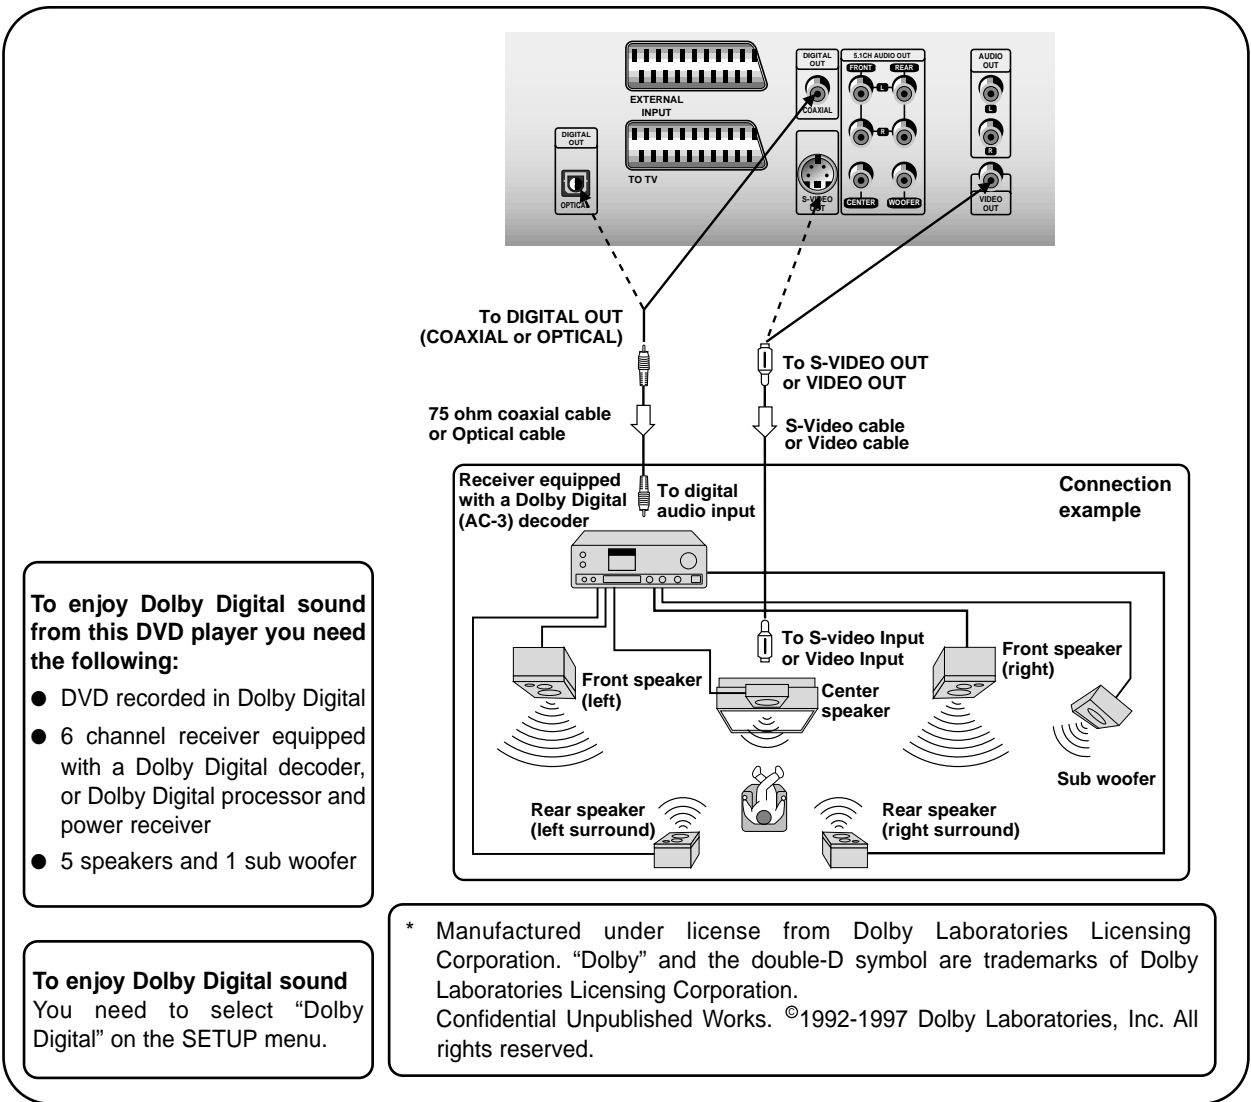 DIGITAL
OUT
OPTICAL
EXTERNAL
INPUT
TO TV
DIGITAL
OUT
COAXIAL
S-VIDEO
OUT
5.1CH AUDIO OUT
FRONT
REAR
L
R
CENTER
WOOFER
AUDIO
OUT
L
R
VIDEO
OUT
To DIGITAL OUT
(COAXIAL or OPTICAL)
To S-VIDEO OUT
or VIDEO OUT
75 ohm coaxial cable
or Optical cable
S-Video cable
or Video cable
Receiver equipped
with a Dolby Digital
(AC-3) decoder
To digital
audio input
Connection
example
To S-video Input
or Video Input
Front speaker
(left)
Center
speaker
Front speaker
(right)
Sub woofer
Rear speaker
(left surround)
Rear speaker
(right surround)
To enjoy Dolby Digital sound
from this DVD player you need
the following:
● DVD recorded in Dolby Digital
● 6 channel receiver equipped
with a Dolby Digital decoder,
or Dolby Digital processor and
power receiver
● 5 speakers and 1 sub woofer
To enjoy Dolby Digital sound
You need to select “Dolby
Digital” on the SETUP menu.
* Manufactured under license from Dolby Laboratories Licensing
Corporation. “Dolby” and the double-D symbol are trademarks of Dolby
Laboratories Licensing Corporation.
Confidential Unpublished Works. ©1992-1997 Dolby Laboratories, Inc. All
rights reserved.